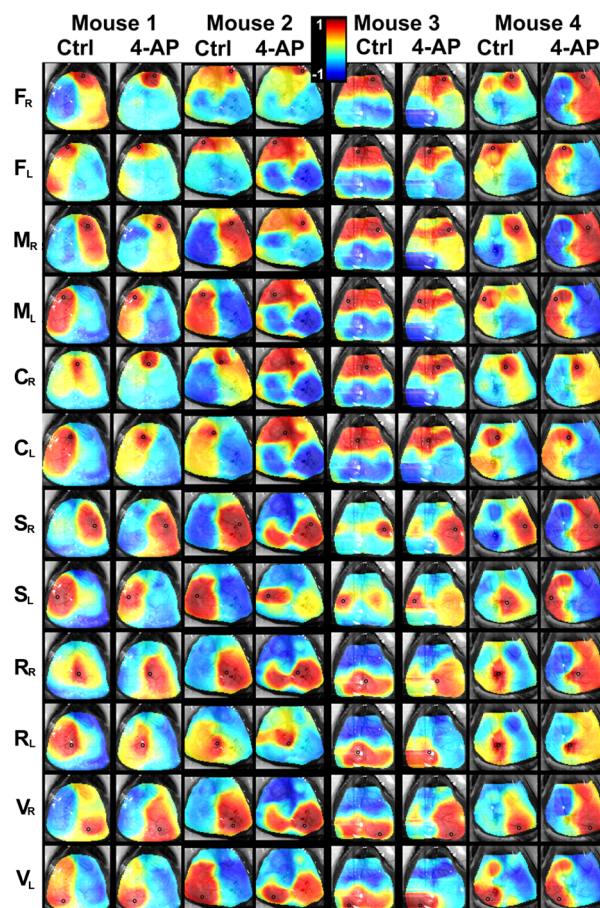 Mouse 1 Mouse 2 Mouse 3 Mouse 4
Ctrl 4-AP Ctrl 4-AP 1 -1 Ctrl 4-AP Ctrl 4-AP
FR
FL
MR
ML
CR
CL
SR
SL
RR
RL
VR
VL